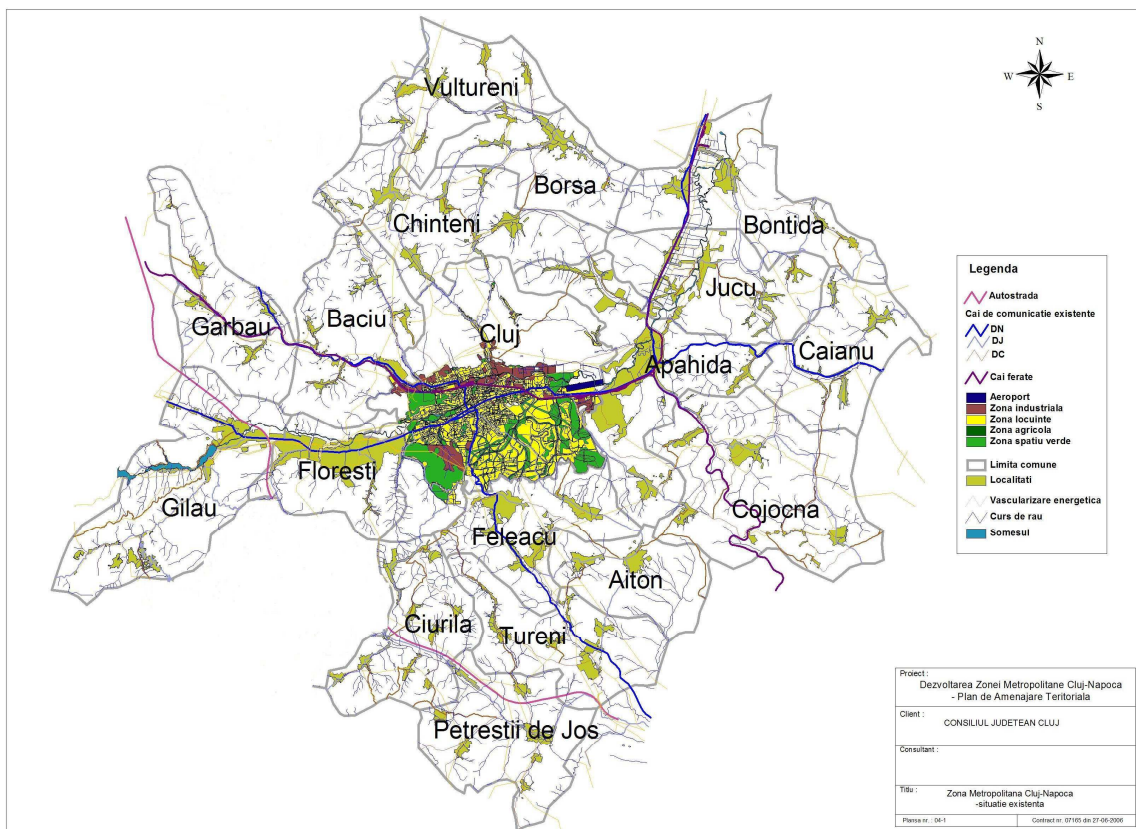 N
W E
S
Vultureni
Borsa
Chinteni
Bontida
Jucu
Baciu
Garbau
Cluj
Apahida
Caianu
Floresti
Gilau
Cojocna
Feleacu
Aiton
Ciurila
Tureni
Petrestii de Jos
Legenda
Autostrada
Cai de comunicatie existente
DN
DJ
DC
Cai ferate
Aeroport
Zona industriala
Zona locuinte
Zona agricola
Zona spatiu verde
Limita comune
Localitati
Vascularizare energetica
Curs de rau
Somesul
Proiect :
Dezvoltarea Zonei Metropolitane Cluj-Napoca
- Plan de Amenajare Teritoriala
Client :
CONSILIUL JUDETEAN CLUJ
Consultant :
Titlu :
Zona Metropolitana Cluj-Napoca
-situatie existenta
Plansa nr. : 04-1
Contract nr. 07165 din 27-06-2006